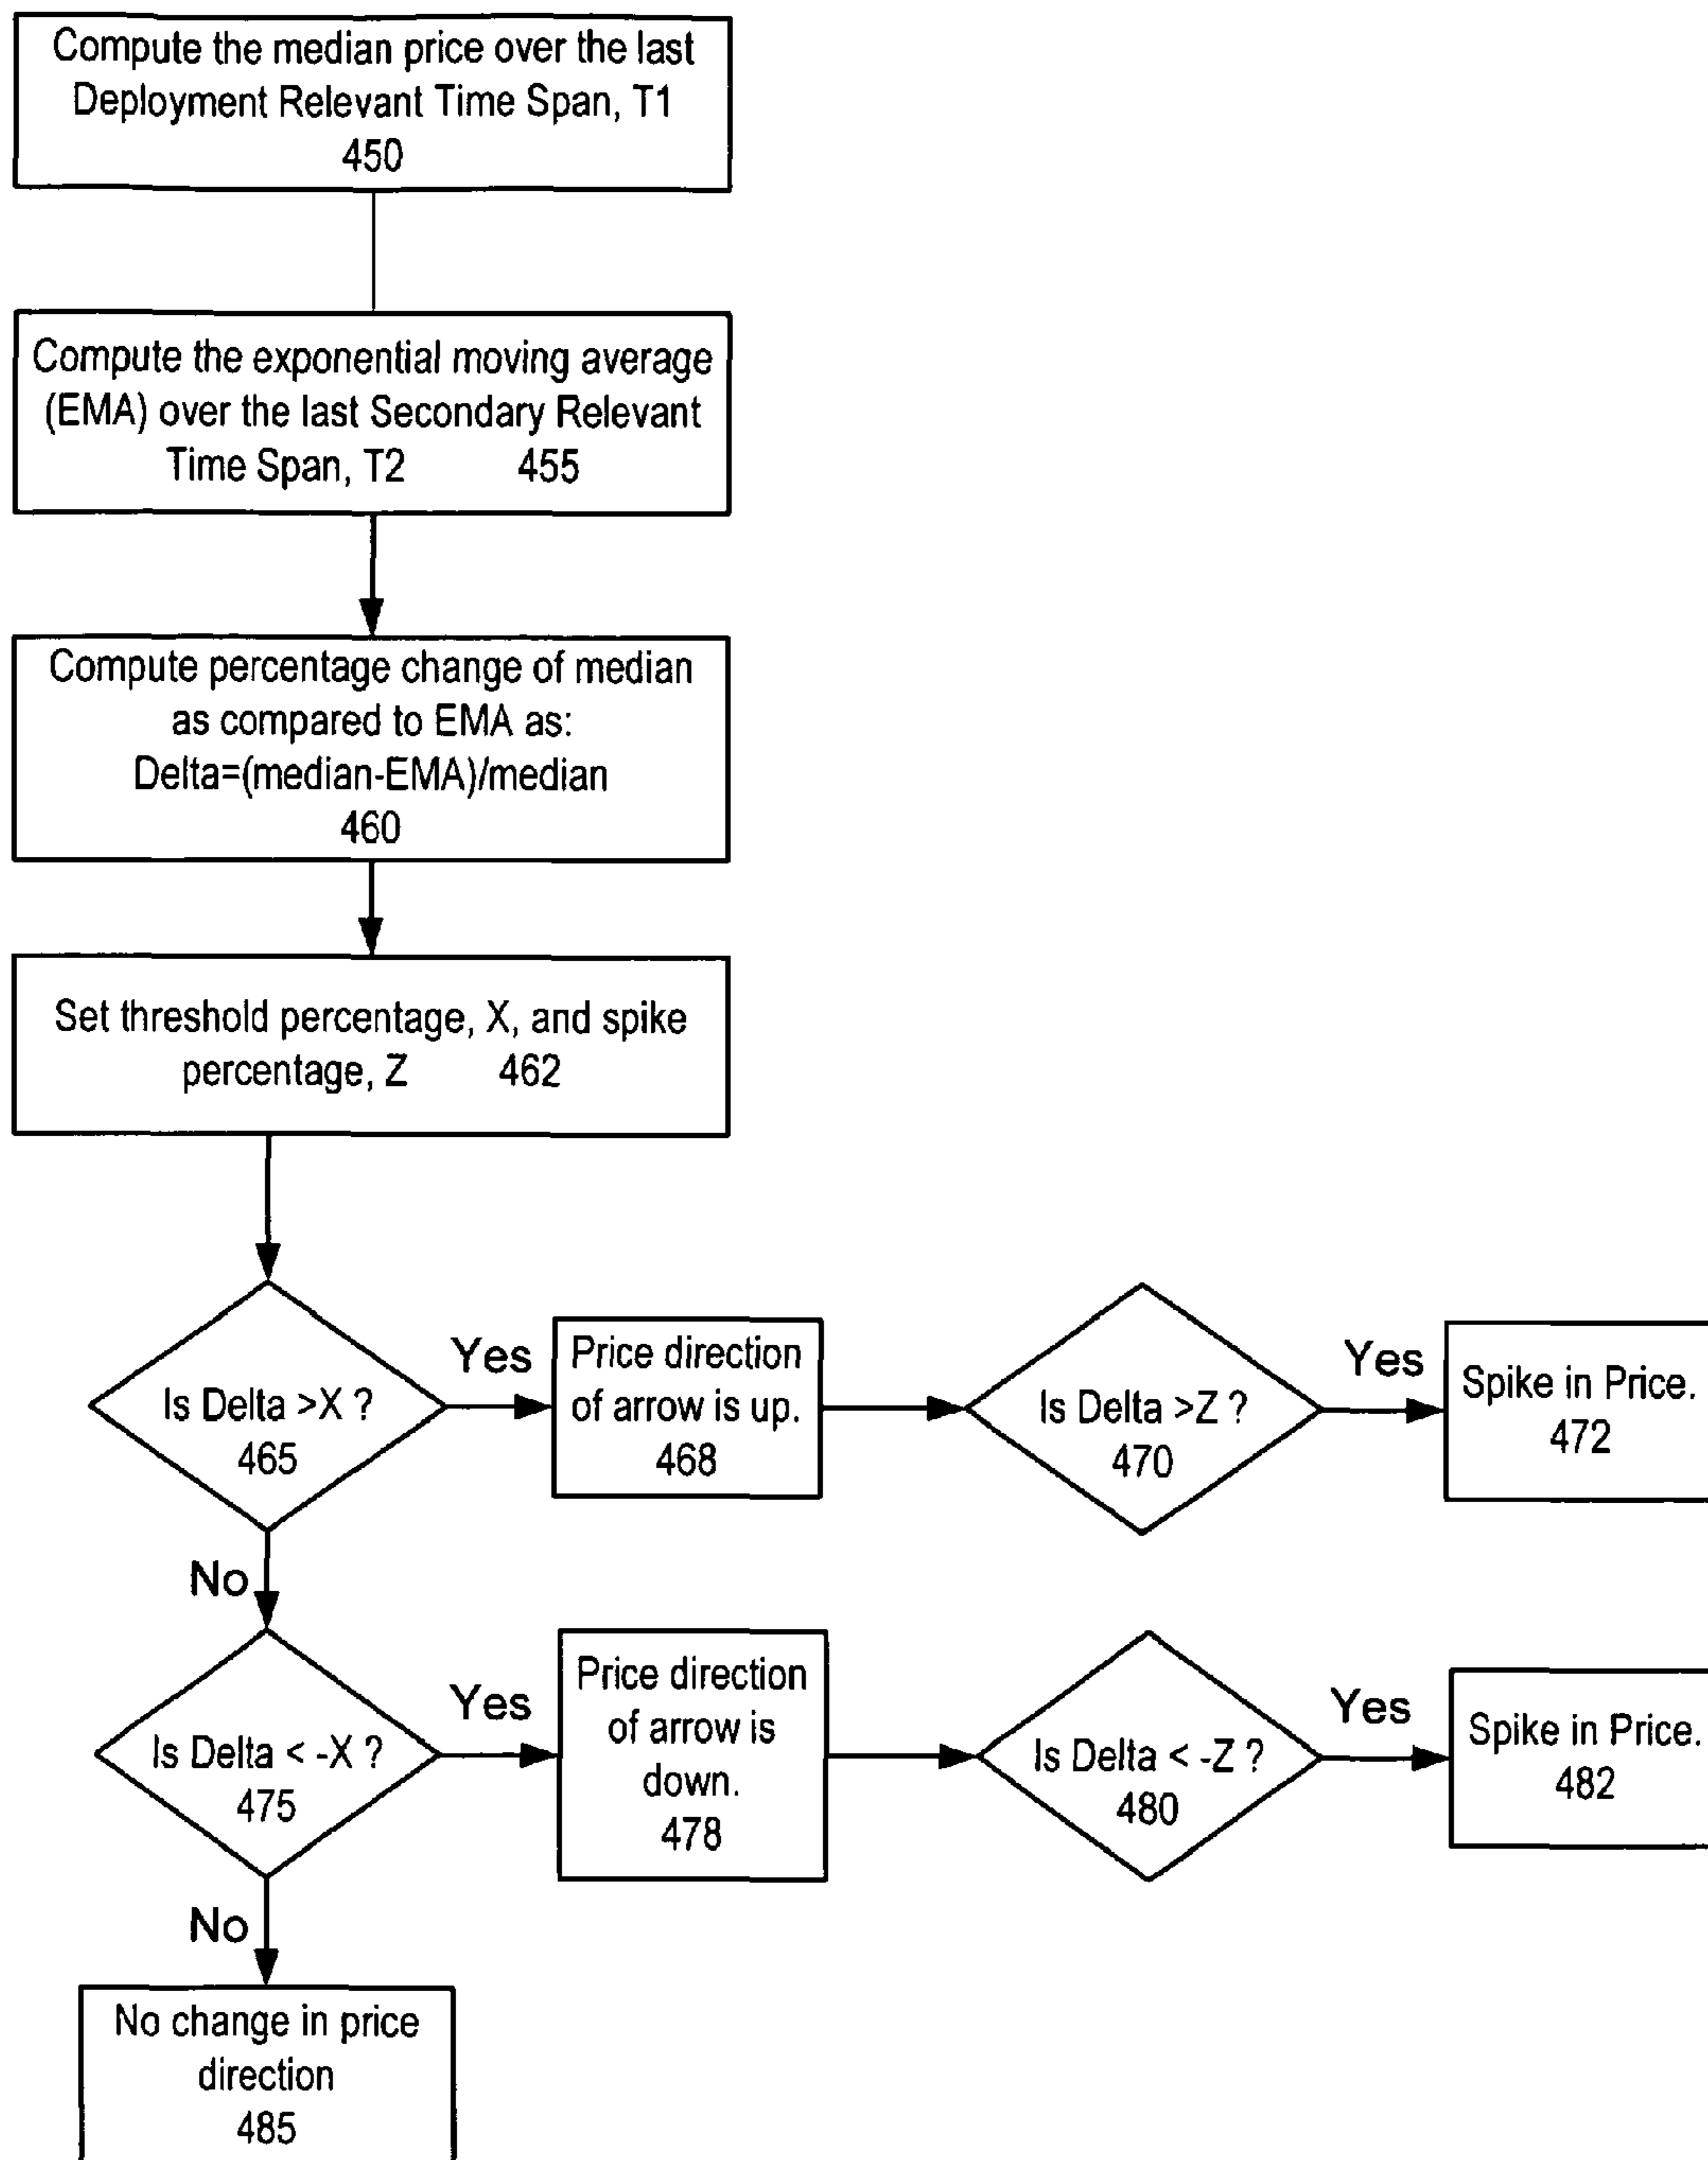 Compute the median price over the last
Deployment Relevant Time Span, T1
450
Compute the exponential moving average
(EMA) over the last Secondary Relevant
Time Span, T2 455
Compute percentage change of median
as compared to EMA as:
Delta=(median-EMA)/median
460
Set threshold percentage, X, and spike
percentage, Z 462
Is Delta >X ?
465
Yes
Price direction
of arrow is up.
468
Is Delta >Z ?
470
Yes
Spike in Price.
472
No
Is Delta < -X ?
475
Yes
Price direction
of arrow is
down.
478
Is Delta < -Z ?
480
Yes
Spike in Price.
482
No
No change in price
direction
485